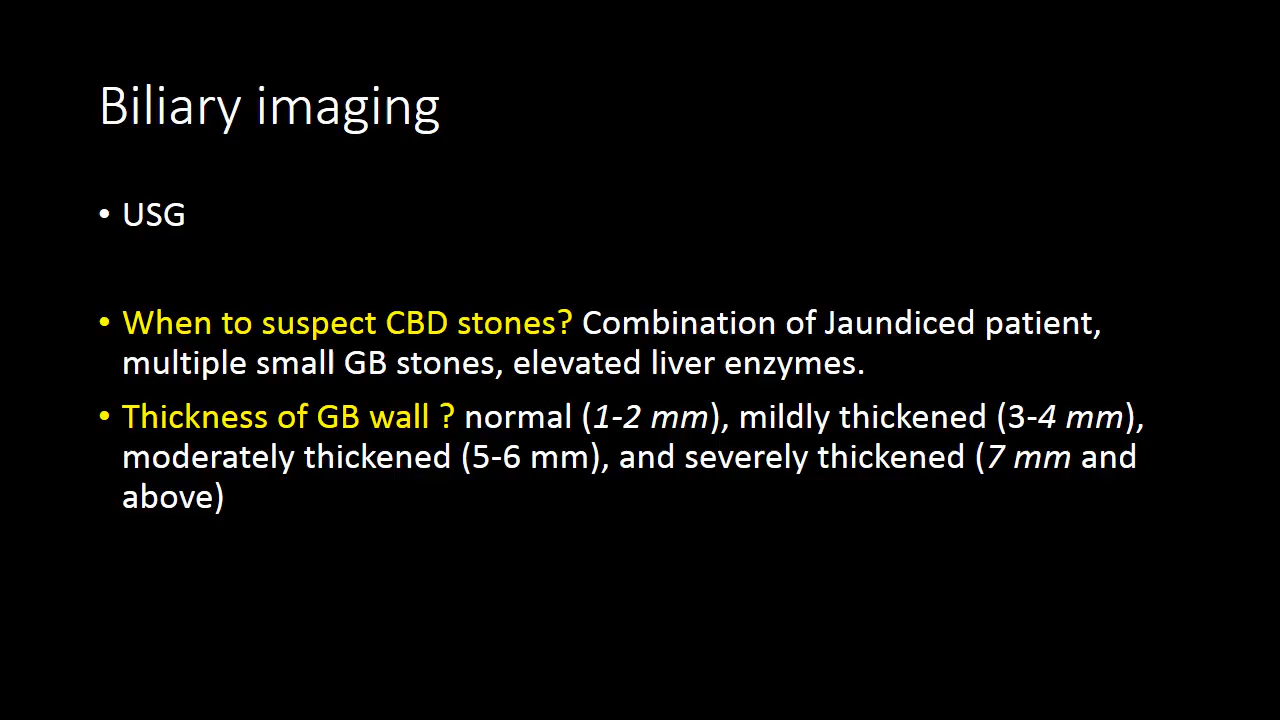 Biliary imaging
• USG
• When to suspect CBD stones? Combination of Jaundiced patient,
multiple small GB stones, elevated liver enzymes.
• Thickness of GB wall ? normal (1-2 mm), mildly thickened (3-4 mm),
moderately thickened (5-6 mm), and severely thickened (7 mm and
above)